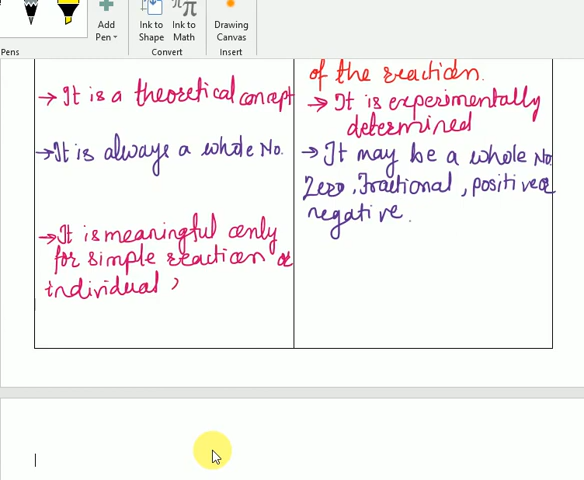 Pens
Add
Pen
Ink to
Shape
Ink to
Math
Convert
Drawing
Canvas
Insert
→ It is a theoretical concept
→ It is always a whole No.
→ It is meaningful only
for simple reaction or
individual,
of the reaction.
→ It is experimentally
determined
→ It may be a whole No
Zero, Fractional, positive or
negative.